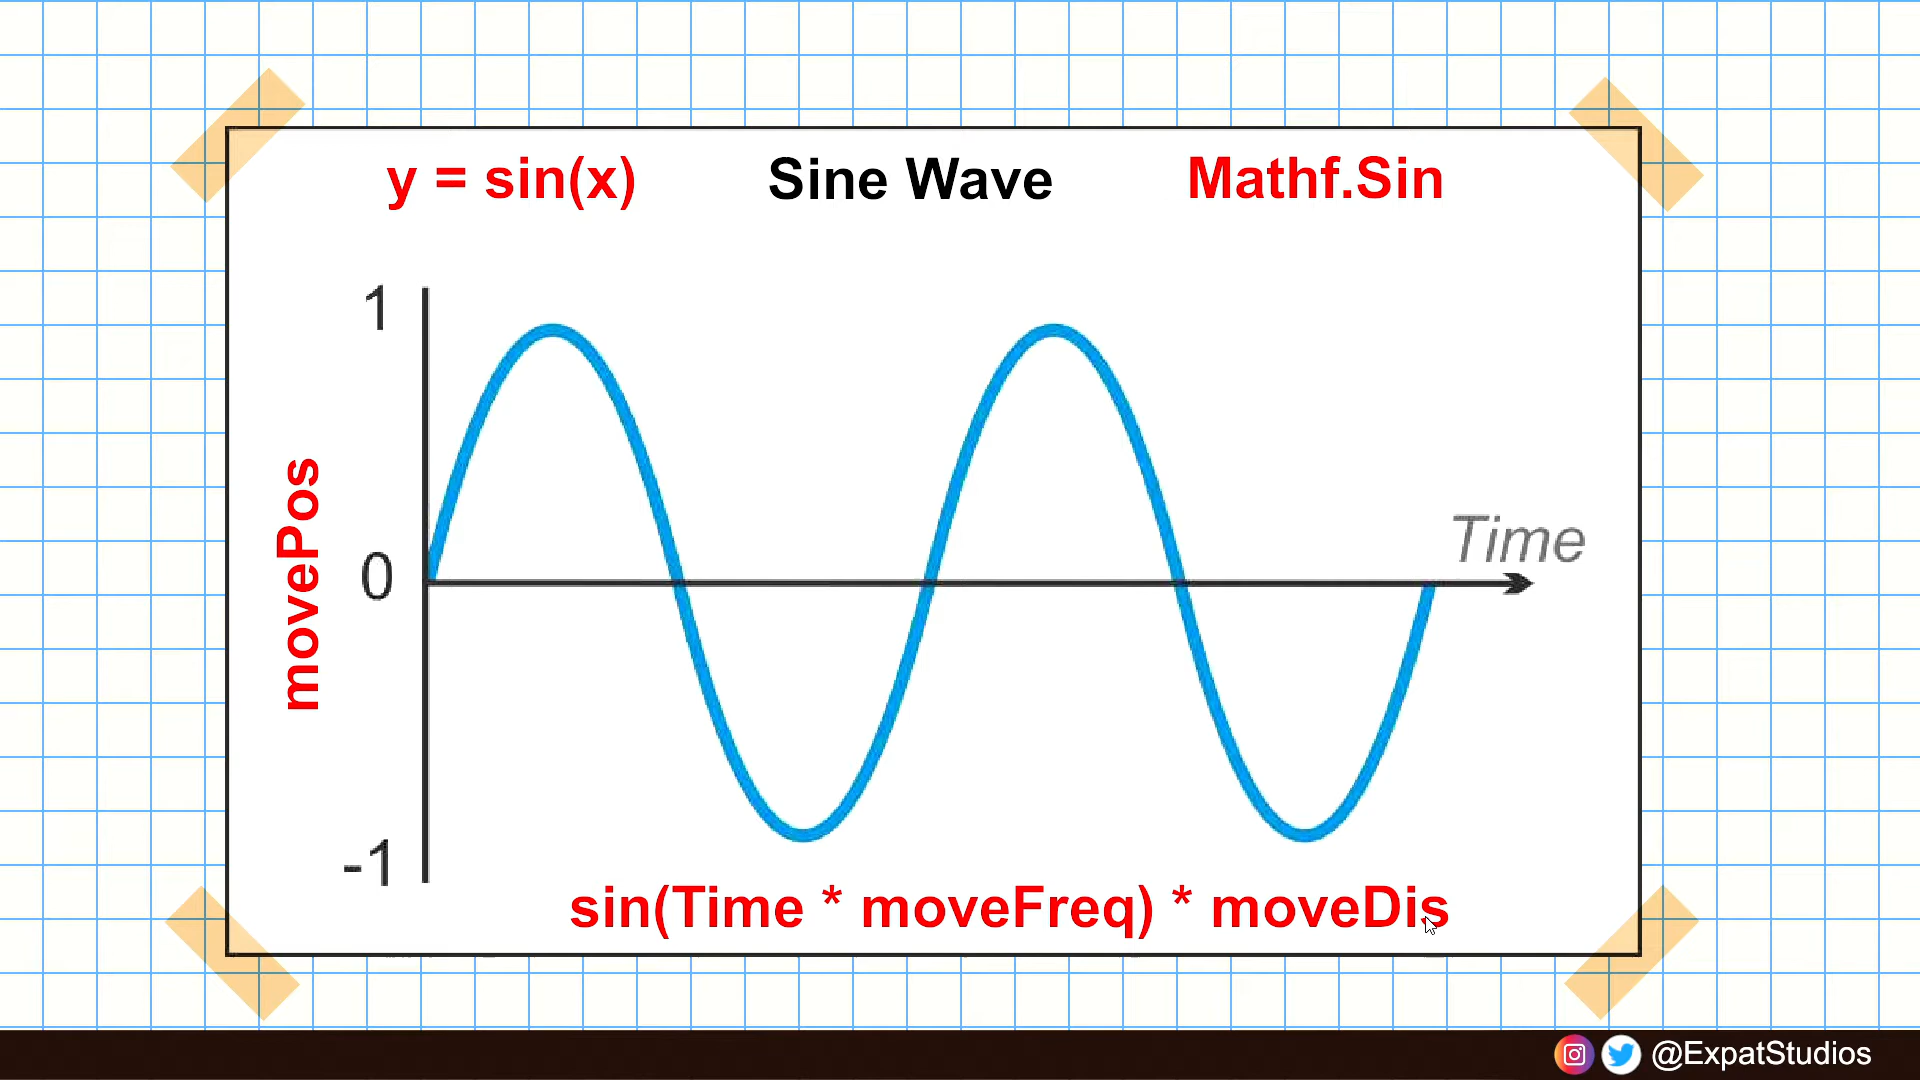 y = sin(x)
Sine Wave
Mathf.Sin
1
movePos
0
Time
-1
sin(Time * moveFreq) * moveDis
@ExpatStudios